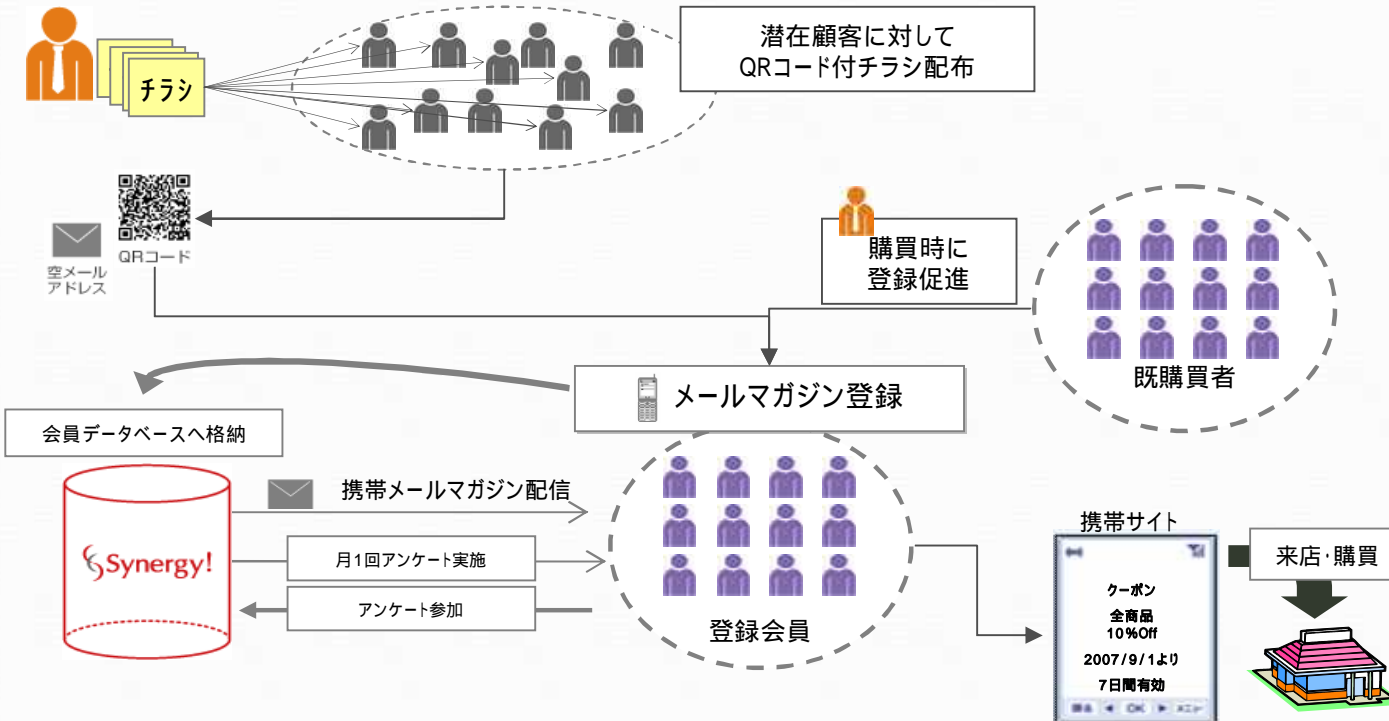 チラシ
潜在顧客に対して
QRコード付チラシ配布
QRコード
空メール
アドレス
購買時に
登録促進
既購買者
メールマガジン登録
会員データベースへ格納
Synergy!
携帯メールマガジン配信
月1回アンケート実施
アンケート参加
登録会員
携帯サイト
クーポン
全商品
10%Off
2007/9/1より
7日間有効
OK
メニュー
来店・購買